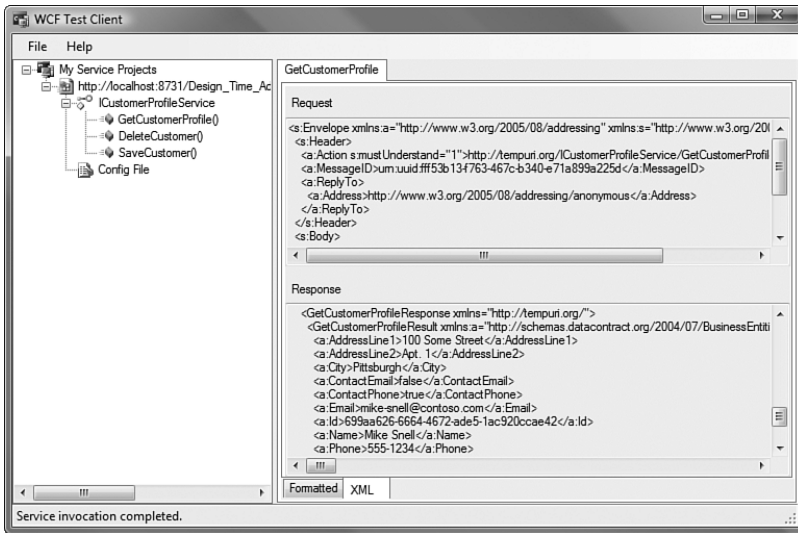 WCF Test Client
File Help
My Service Projects
http://localhost:8731/Design_Time_Ac
ICustomerProfileService
GetCustomerProfile()
DeleteCustomer()
SaveCustomer()
Config File
GetCustomerProfile
Request
<s:Envelope xmlns:a="http://www.w3.org/2005/08/addressing" xmlns:s="http://www.w3.org/200
<s:Header>
<a:Action s:mustUnderstand="1">http://tempuri.org/ICustomerProfileService/GetCustomerProfil
<a:MessageID>urn:uuid:fff53b13-f763-467c-b340-e71a899a225d</a:MessageID>
<a:ReplyTo>
<a:Address>http://www.w3.org/2005/08/addressing/anonymous</a:Address>
</a:ReplyTo>
</s:Header>
<s:Body>
Response
<GetCustomerProfileResponse xmlns="http://tempuri.org/">
<GetCustomerProfileResult xmlns:a="http://schemas.datacontract.org/2004/07/BusinessEntiti
<a:AddressLine1>100 Some Street</a:AddressLine1>
<a:AddressLine2>Apt. 1</a:AddressLine2>
<a:City>Pittsburgh</a:City>
<a:ContactEmail>false</a:ContactEmail>
<a:ContactPhone>true</a:ContactPhone>
<a:Email>mike-snell@contoso.com</a:Email>
<a:Id>699aa626-6664-4672-ade5-1ac920ccae42</a:Id>
<a:Name>Mike Snell</a:Name>
<a:Phone>555-1234</a:Phone>
Formatted XML
Service invocation completed.